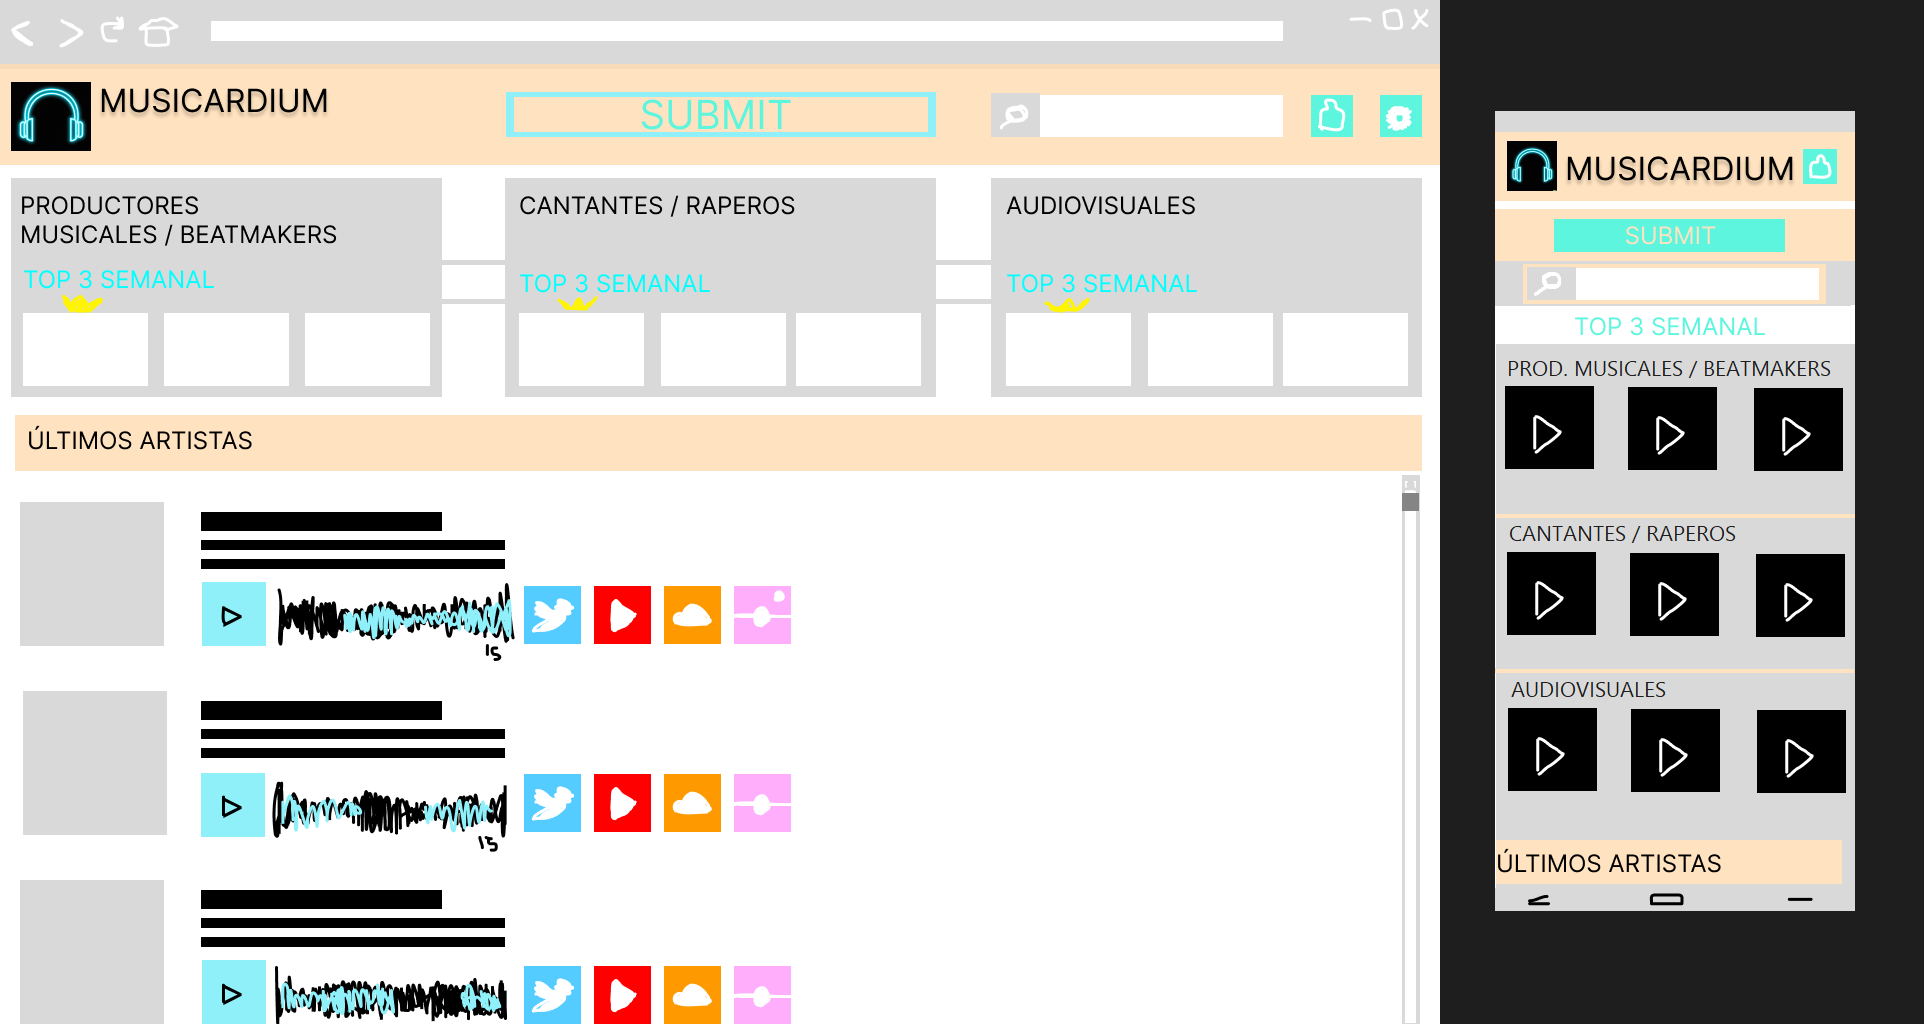 MUSICARDIUM
SUBMIT
PRODUCTORES
MUSICALES / BEATMAKERS
TOP 3 SEMANAL
CANTANTES / RAPEROS
TOP 3 SEMANAL
AUDIOVISUALES
TOP 3 SEMANAL
ÚLTIMOS ARTISTAS
15
15
MUSICARDIUM
SUBMIT
TOP 3 SEMANAL
PROD. MUSICALES / BEATMAKERS
CANTANTES / RAPEROS
AUDIOVISUALES
ÚLTIMOS ARTISTAS